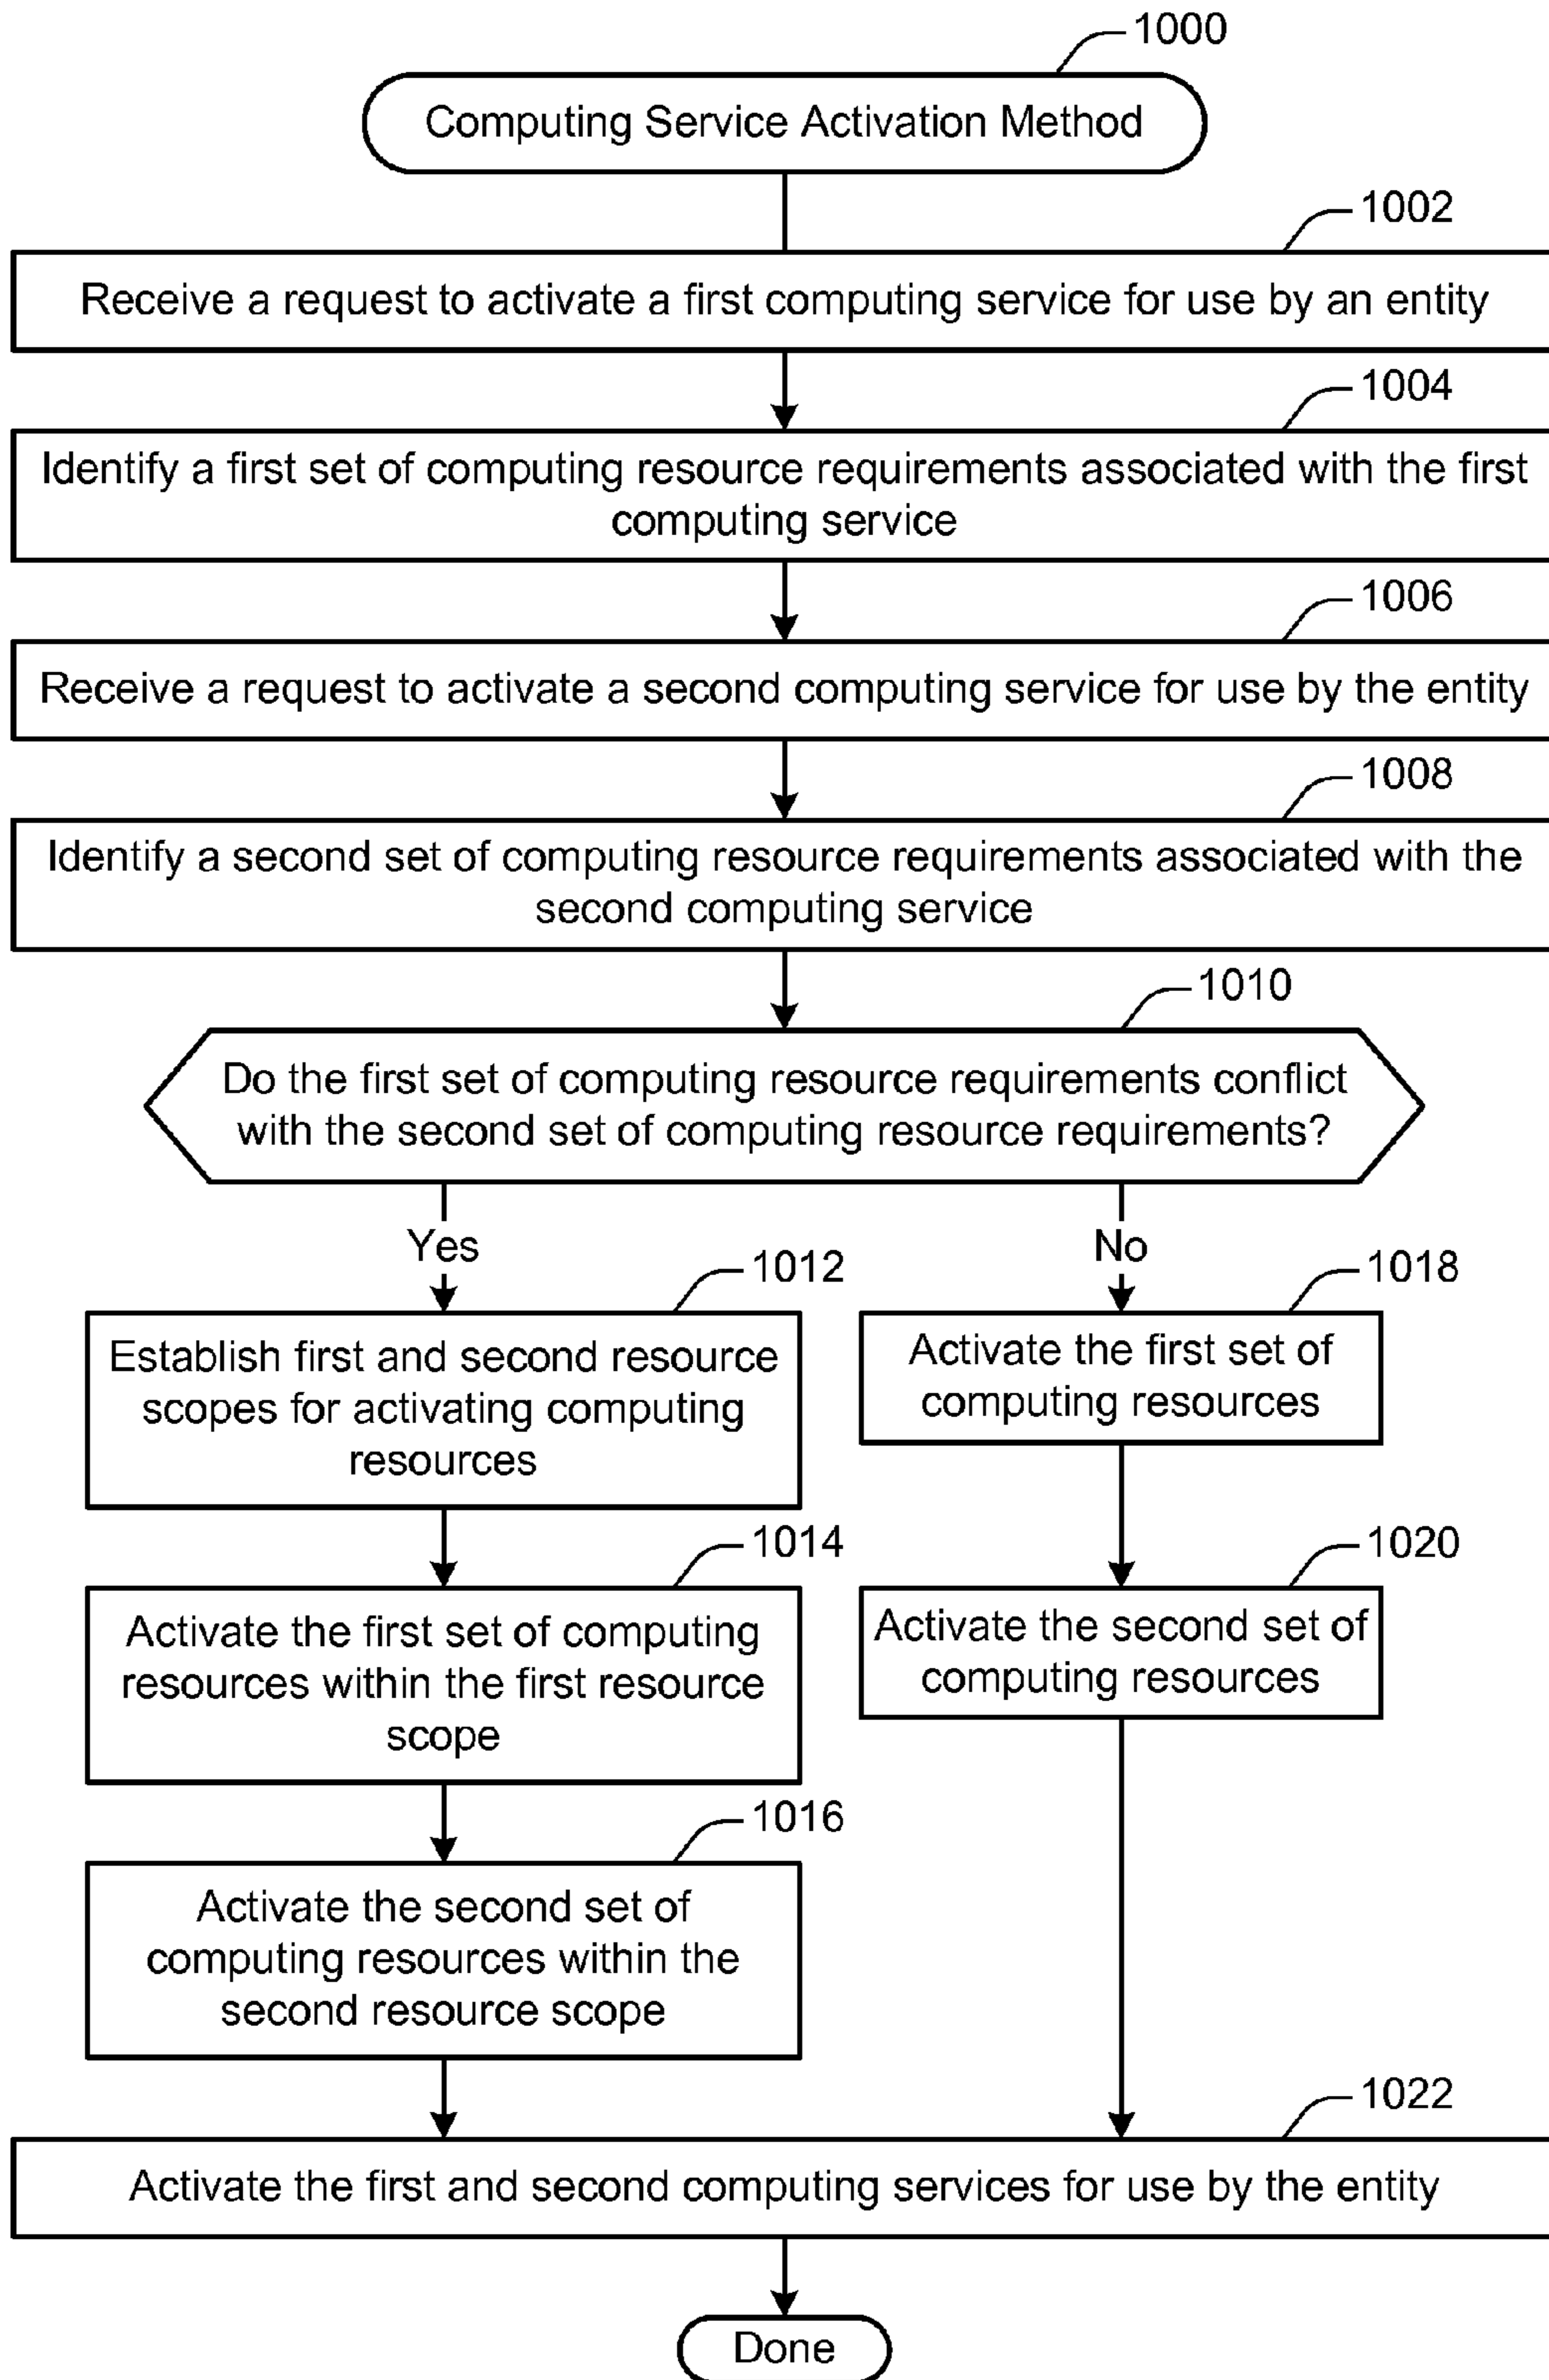 1000
Computing Service Activation Method
1002
Receive a request to activate a first computing service for use by an entity
1004
Identify a first set of computing resource requirements associated with the first
computing service
1006
Receive a request to activate a second computing service for use by the entity
1008
Identify a second set of computing resource requirements associated with the
second computing service
1010
Do the first set of computing resource requirements conflict
with the second set of computing resource requirements?
Yes
1012
Establish first and second resource
scopes for activating computing
resources
1014
Activate the first set of computing
resources within the first resource
scope
1016
Activate the second set of
computing resources within the
second resource scope
No
1018
Activate the first set of
computing resources
1020
Activate the second set of
computing resources
1022
Activate the first and second computing services for use by the entity
Done